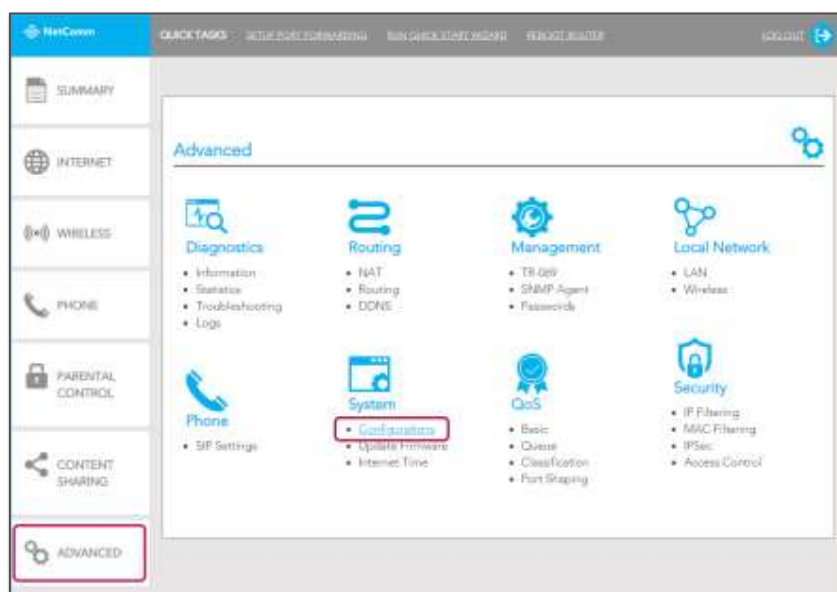 NetComm
QUICK TASKS SETUP PORT FORWARDING RUN QUICK START WIZARD REBOOT ROUTER LOG OUT
SUMMARY
INTERNET
WIRELESS
PHONE
PARENTAL
CONTROL
CONTENT
SHARING
ADVANCED
Advanced
Diagnostics
• Information
• Statistics
• Troubleshooting
• Logs
Routing
• NAT
• Routing
• DDNS
Management
• TR-069
• SNMP Agent
• Passwords
Local Network
• LAN
• Wireless
Phone
• SIP Settings
System
• Configurations
• Update Firmware
• Internet Time
QoS
• Basic
• Queue
• Classification
• Port Shaping
Security
• IP Filtering
• MAC Filtering
• IPSec
• Access Control